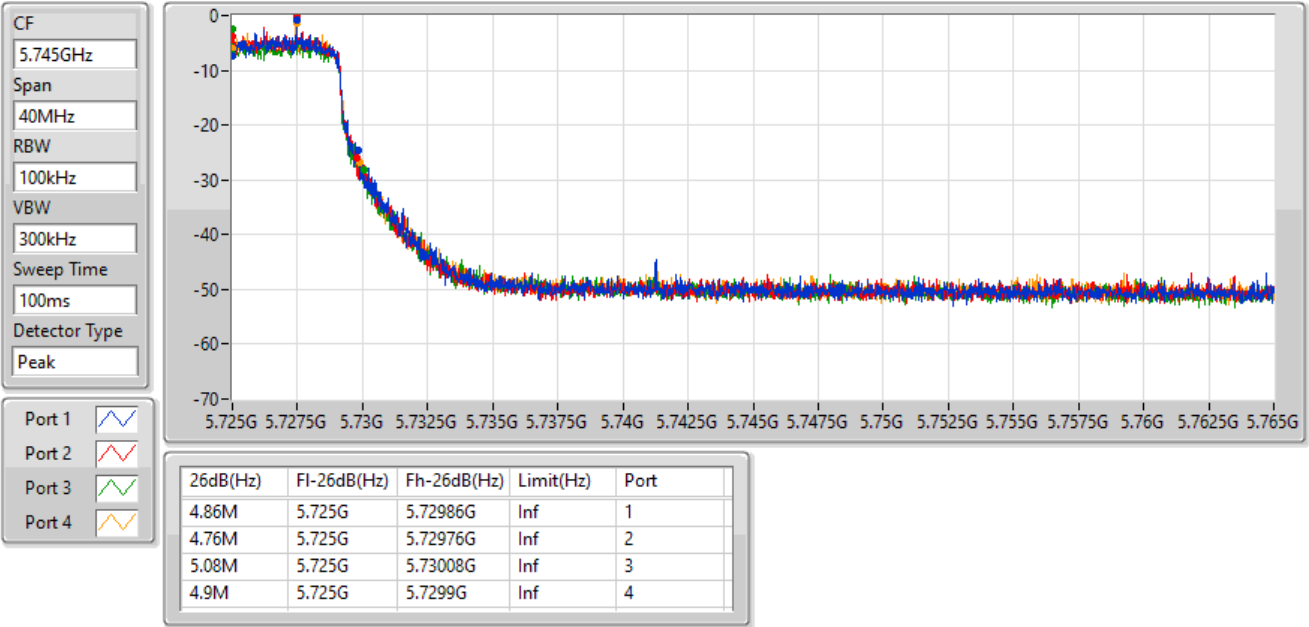 CF
5.745GHz
Span
40MHz
RBW
100kHz
VBW
300kHz
Sweep Time
100ms
Detector Type
Peak
Port 1
Port 2
Port 3
Port 4
0
-10
-20
-30
-40
-50
-60
-70
5.725G 5.7275G 5.73G 5.7325G 5.735G 5.7375G 5.74G 5.7425G 5.745G 5.7475G 5.75G 5.7525G 5.755G 5.7575G 5.76G 5.7625G 5.765G
26dB(Hz) Fl-26dB(Hz) Fh-26dB(Hz) Limit(Hz) Port
4.86M 5.725G 5.72986G Inf 1
4.76M 5.725G 5.72976G Inf 2
5.08M 5.725G 5.73008G Inf 3
4.9M 5.725G 5.7299G Inf 4